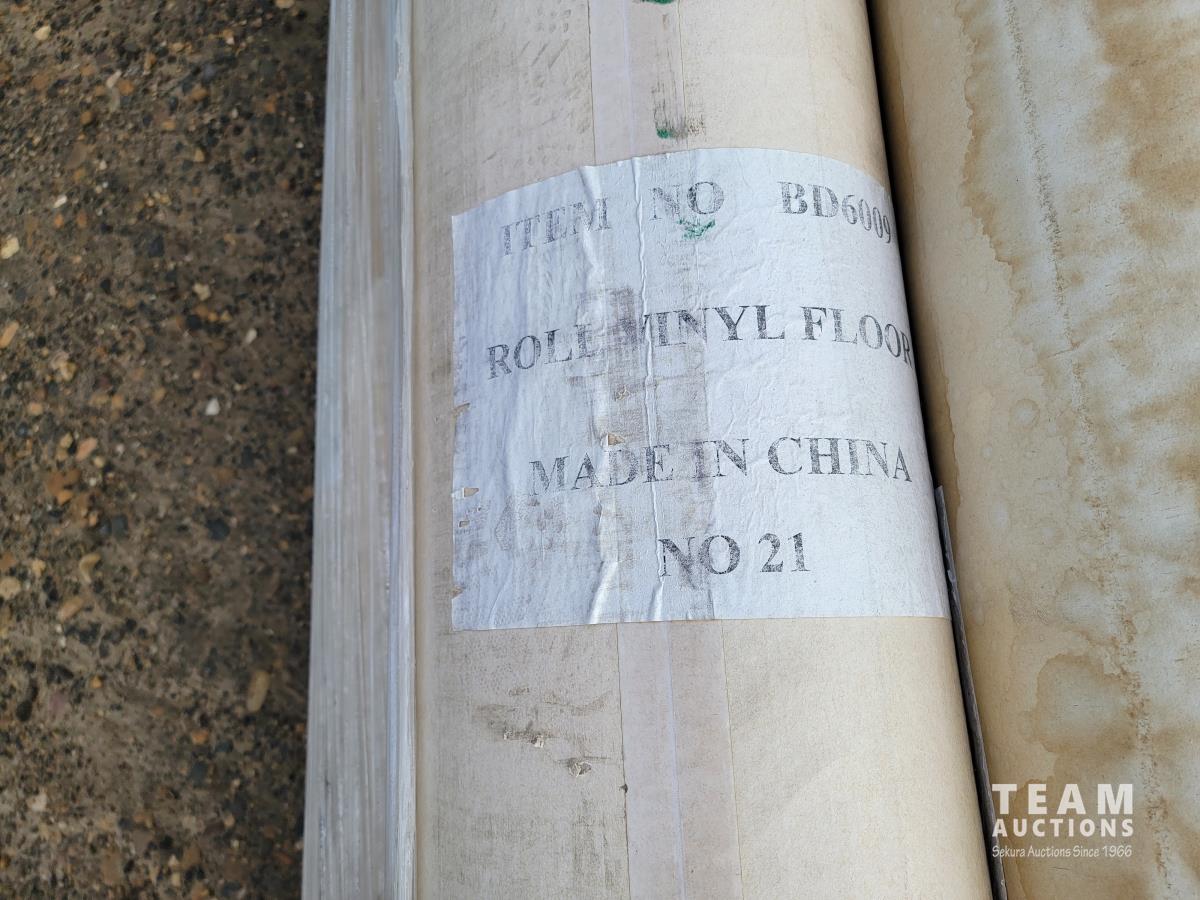 ITEM NO BD6009
ROLL VINYL FLOOR
MADE IN CHINA
NO 21
TEAM
AUCTIONS
Sekura Auctions Since 1966